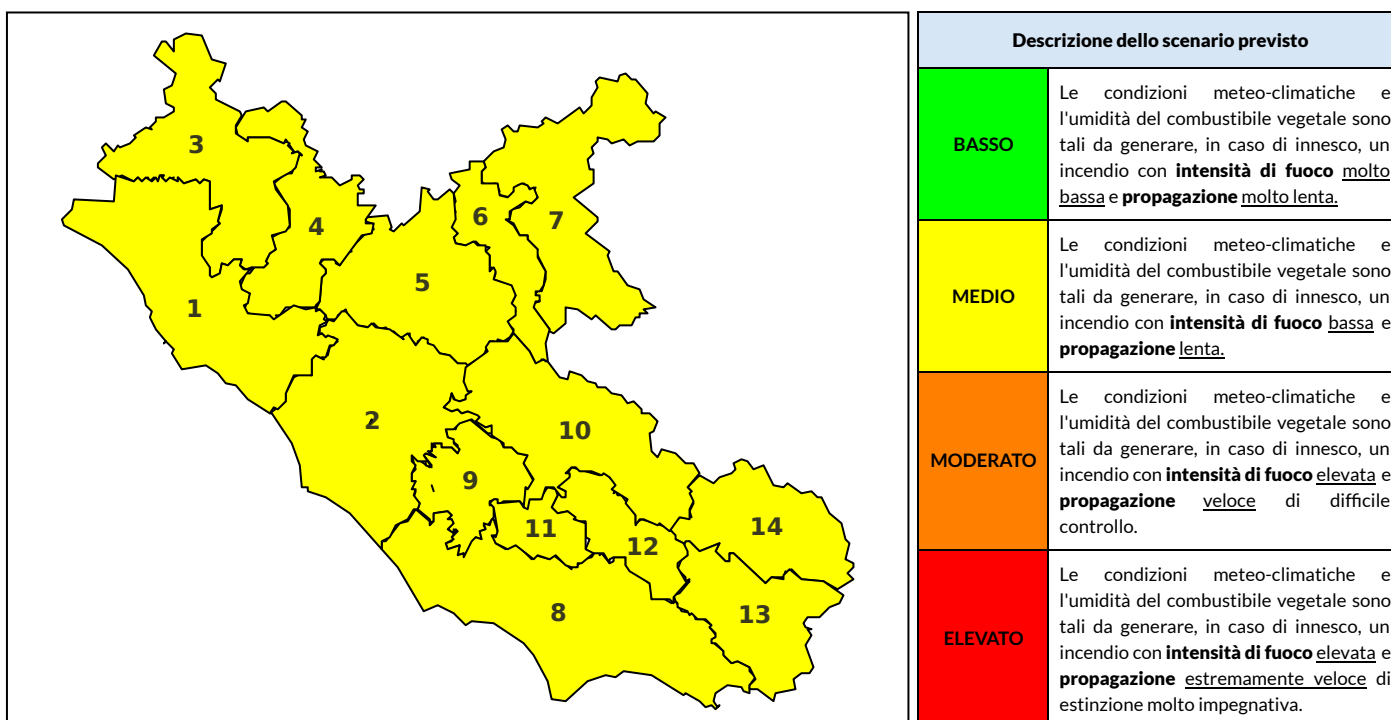 3
4
6
7
5
1
2
10
9
11
12
14
8
13
Descrizione dello scenario previsto
BASSO
Le condizioni meteo-climatiche e
l'umidità del combustibile vegetale sono
tali da generare, in caso di innesco, un
incendio con intensità di fuoco molto
bassa e propagazione molto lenta.
MEDIO
Le condizioni meteo-climatiche e
l'umidità del combustibile vegetale sono
tali da generare, in caso di innesco, un
incendio con intensità di fuoco bassa e
propagazione lenta.
MODERATO
Le condizioni meteo-climatiche e
l'umidità del combustibile vegetale sono
tali da generare, in caso di innesco, un
incendio con intensità di fuoco elevata e
propagazione veloce di difficile
controllo.
ELEVATO
Le condizioni meteo-climatiche e
l'umidità del combustibile vegetale sono
tali da generare, in caso di innesco, un
incendio con intensità di fuoco elevata e
propagazione estremamente veloce di
estinzione molto impegnativa.